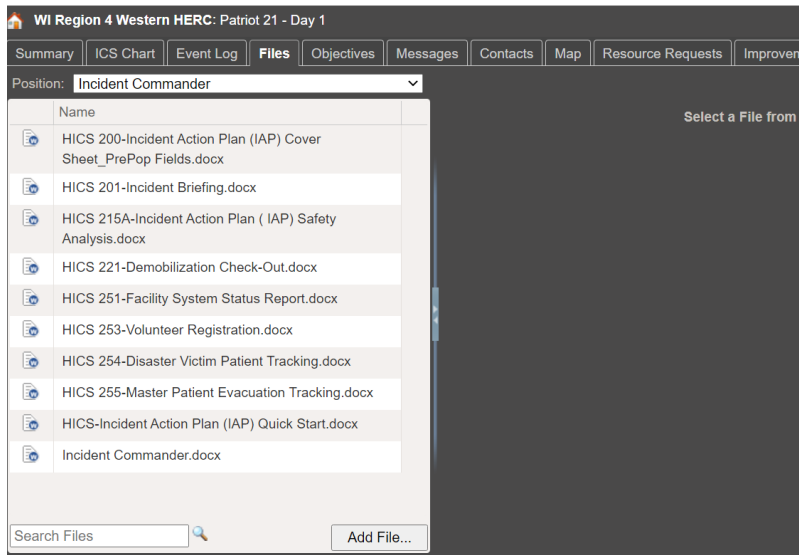 WI Region 4 Western HERC: Patriot 21 - Day 1
Summary ICS Chart Event Log Files Objectives Messages Contacts Map Resource Requests Improvem
Position: Incident Commander
Name
Select a File from
HICS 200-Incident Action Plan (IAP) Cover
Sheet_PrePop Fields.docx
HICS 201-Incident Briefing.docx
HICS 215A-Incident Action Plan ( IAP) Safety
Analysis.docx
HICS 221-Demobilization Check-Out.docx
HICS 251-Facility System Status Report.docx
HICS 253-Volunteer Registration.docx
HICS 254-Disaster Victim Patient Tracking.docx
HICS 255-Master Patient Evacuation Tracking.docx
HICS-Incident Action Plan (IAP) Quick Start.docx
Incident Commander.docx
Search Files
Add File...